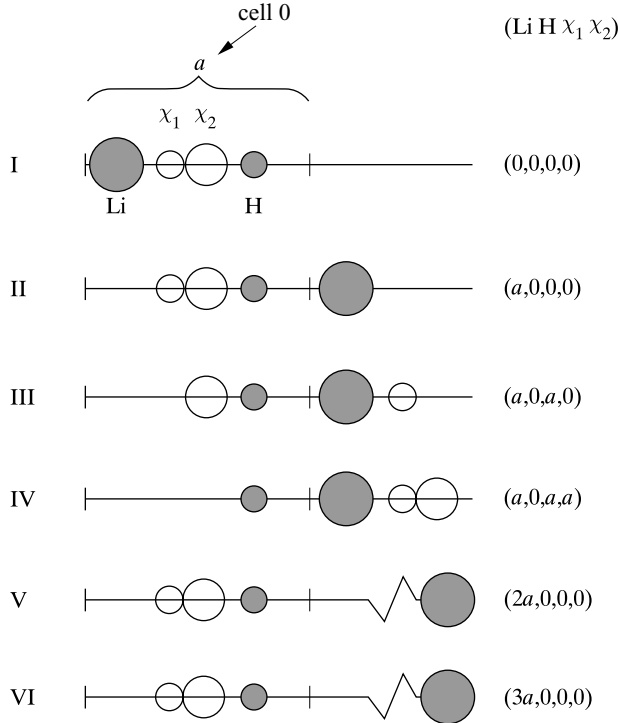 cell 0
(Li H χ₁ χ₂)
a
χ₁ χ₂
I (0,0,0,0)
Li H
II (a,0,0,0)
III (a,0,a,0)
IV (a,0,a,a)
V (2a,0,0,0)
VI (3a,0,0,0)